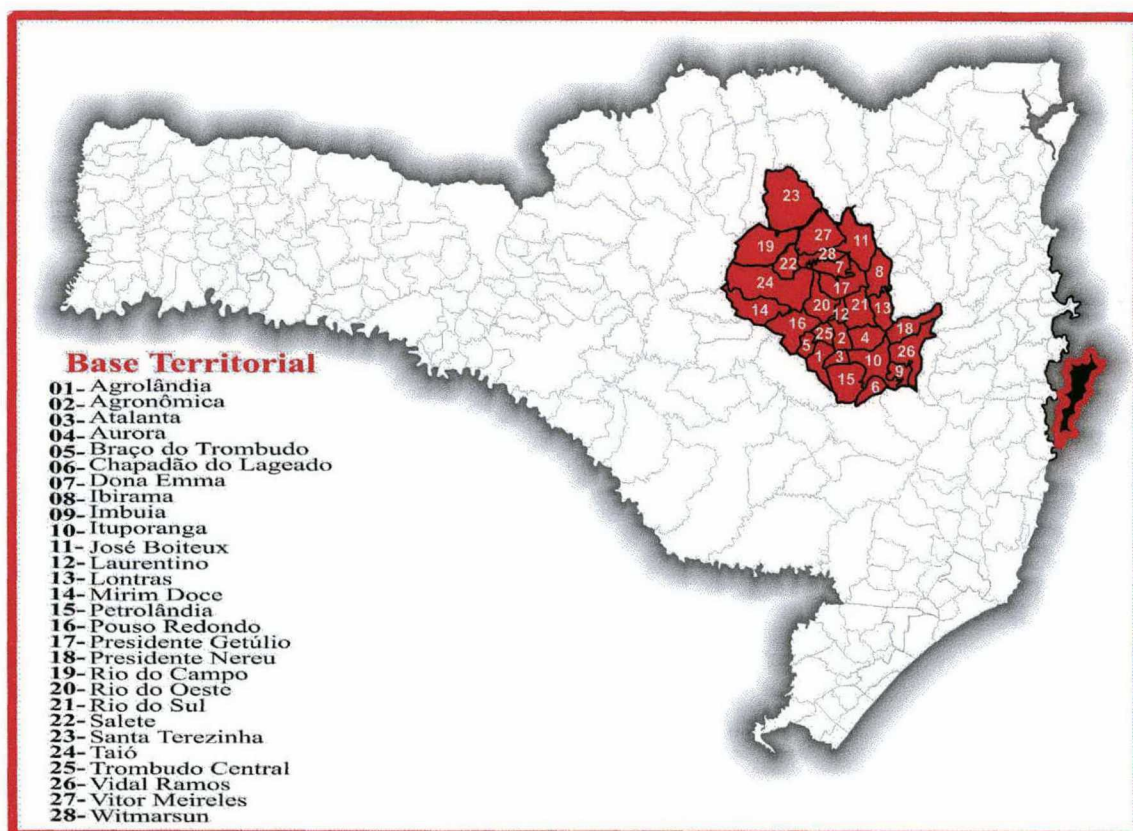 23
27
11
19
28
22
7
8
24
17
14
20
21
13
12
16
18
25
2
4
5
26
1
3
10
9
15
6
Base Territorial
01- Agrolândia
02- Agronômica
03- Atalanta
04- Aurora
05- Braço do Trombudo
06- Chapadão do Lageado
07- Dona Emma
08- Ibirama
09- Imbuia
10- Ituporanga
11- José Boiteux
12- Laurentino
13- Lontras
14- Mirim Doce
15- Petrolândia
16- Pouso Redondo
17- Presidente Getúlio
18- Presidente Nereu
19- Rio do Campo
20- Rio do Oeste
21- Rio do Sul
22- Salete
23- Santa Terezinha
24- Taió
25- Trombudo Central
26- Vidal Ramos
27- Vitor Meireles
28- Witmarsun